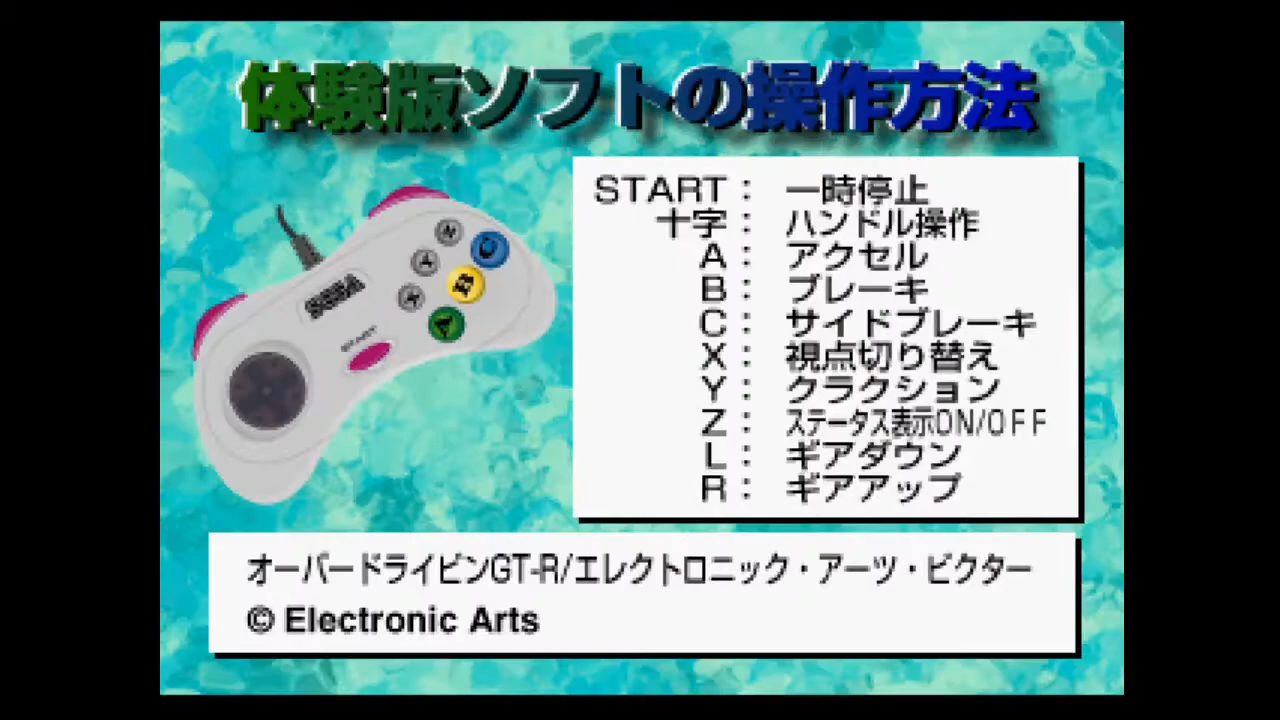 体験版ソフトの操作方法
START： 一時停止
十字： ハンドル操作
A： アクセル
B： ブレーキ
C： サイドブレーキ
X： 視点切り替え
Y： クラクション
Z： ステータス表示ON/OFF
L： ギアダウン
R： ギアアップ
SEGA
START
X
Y
Z
A
B
C
オーバードライビンGT-R/エレクトロニック・アーツ・ビクター
© Electronic Arts